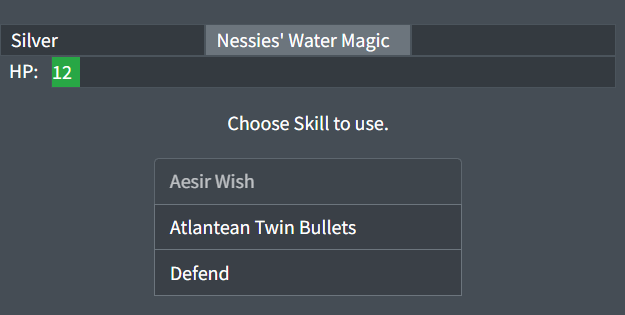 Silver Nessies' Water Magic
HP: 12
Choose Skill to use.
Aesir Wish
Atlantean Twin Bullets
Defend